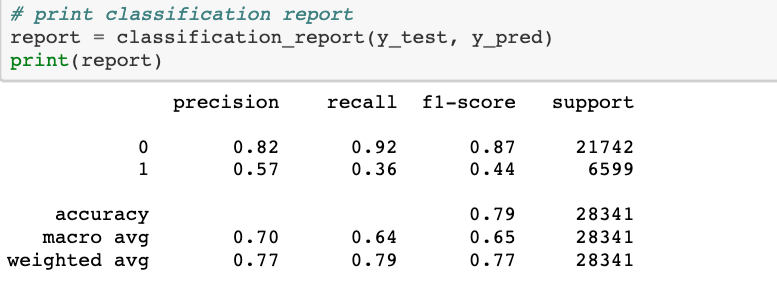 # print classification report
report = classification_report(y_test, y_pred)
print(report)
precision recall f1-score support
0 0.82 0.92 0.87 21742
1 0.57 0.36 0.44 6599
accuracy 0.79 28341
macro avg 0.70 0.64 0.65 28341
weighted avg 0.77 0.79 0.77 28341